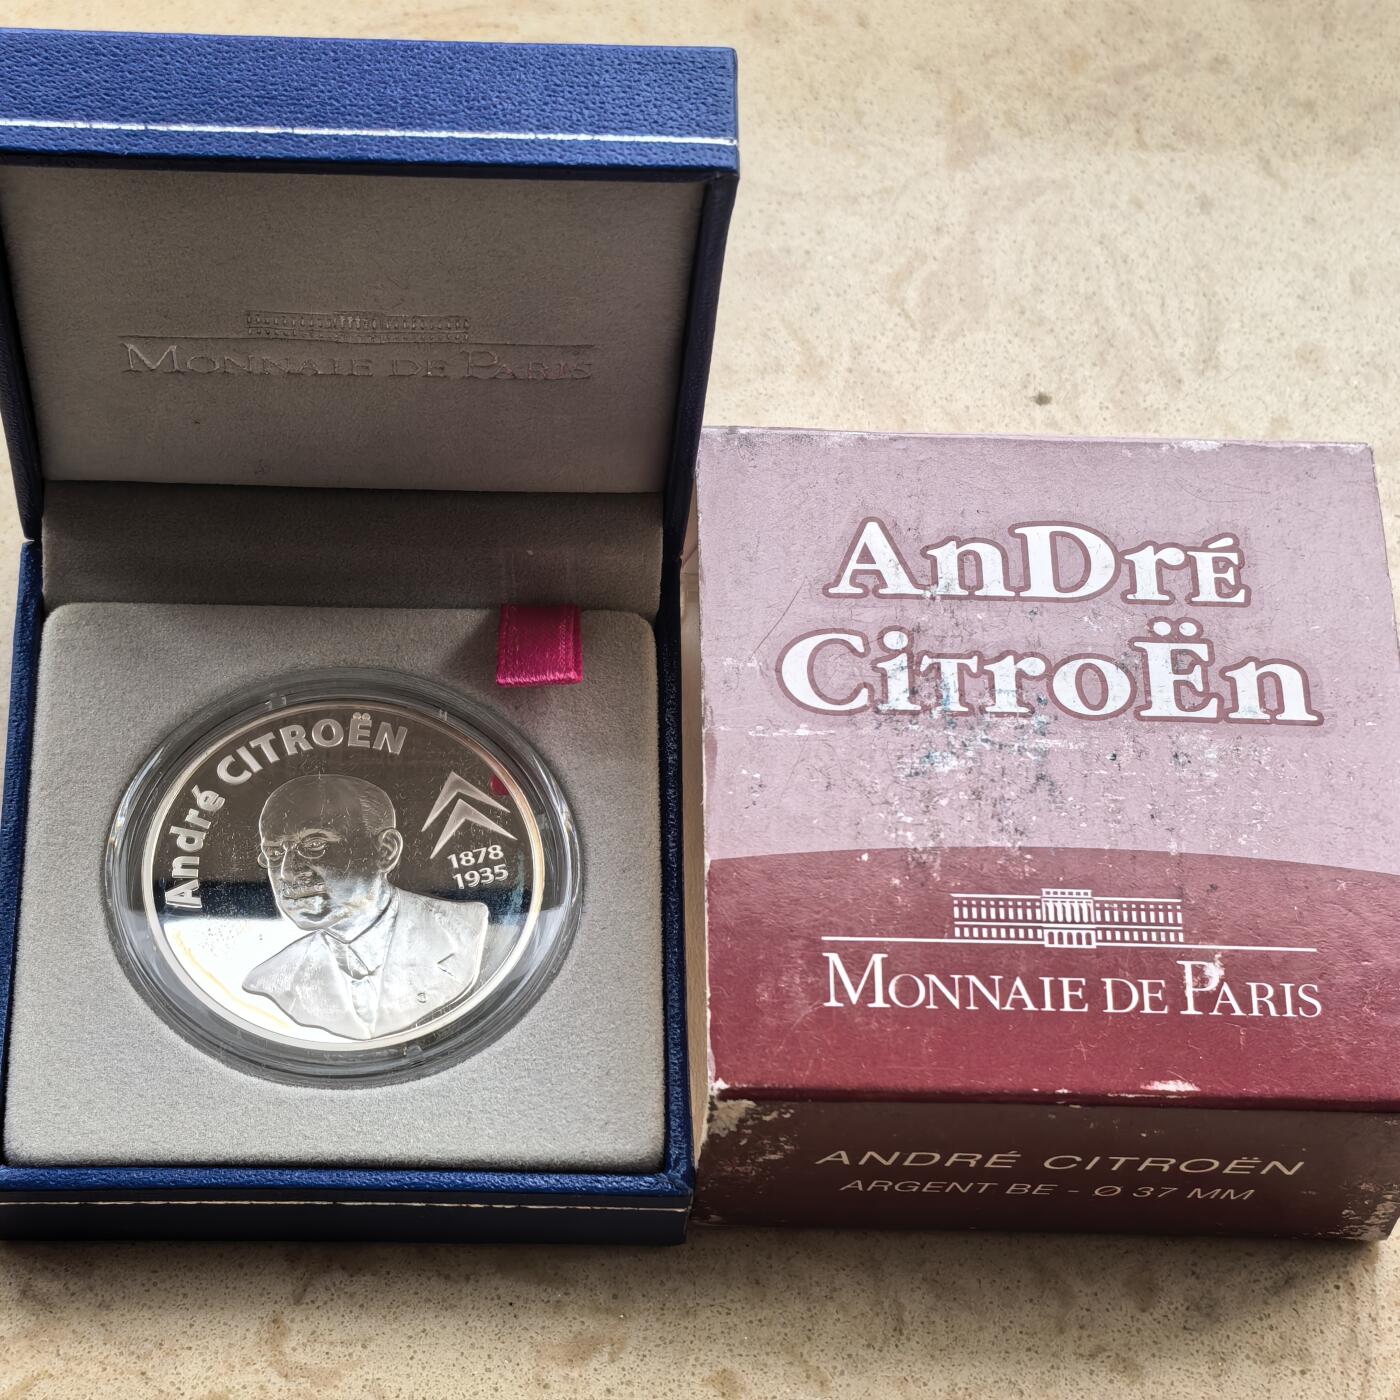 MONNAIE DE PARIS
André CITROËN
1878
1935
AnDrÉ
CiTroËn
MONNAIE DE PARIS
ANDRÉ CITROËN
ARGENT BE - Ø 37 MM